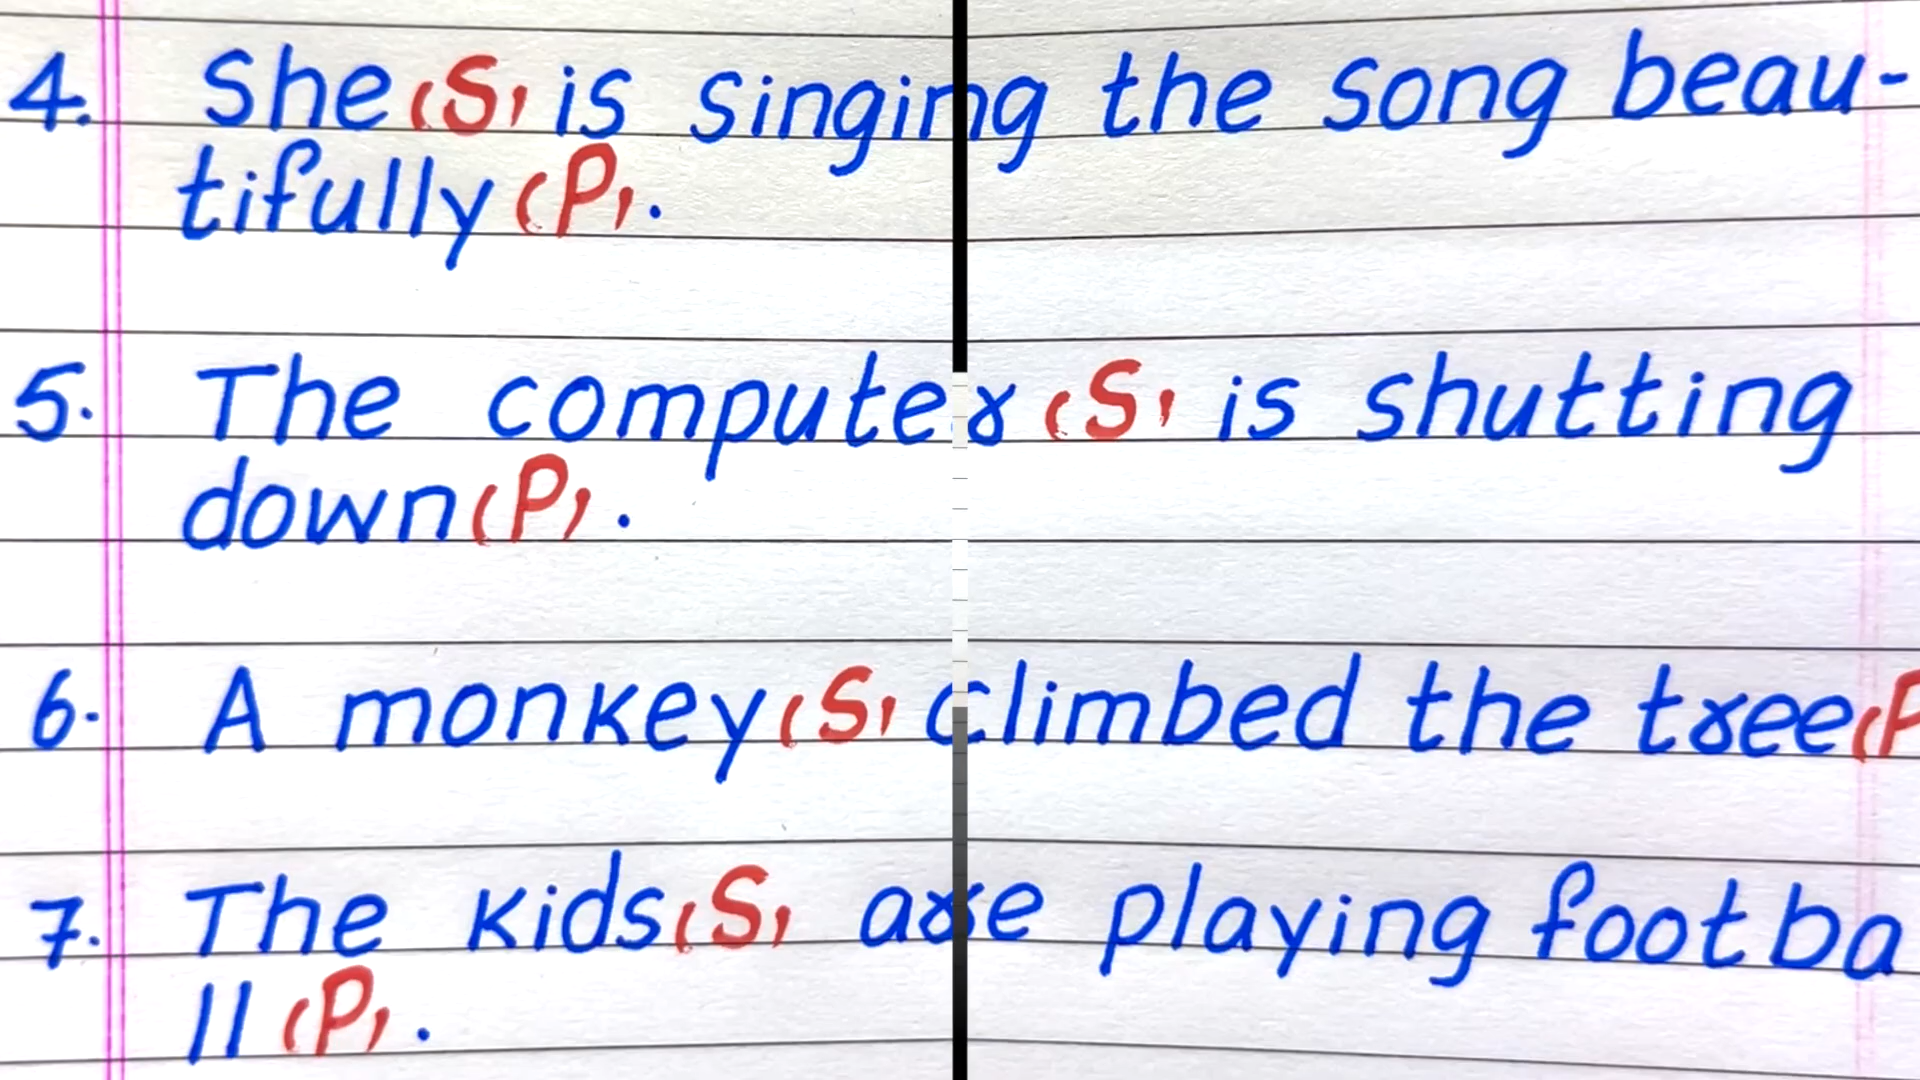 4. She (S) is singing the song beau-
tifully (P).
5. The computer (S) is shutting
down (P).
6. A monkey (S) climbed the tree (P
7. The kids (S) are playing footba
ll (P).